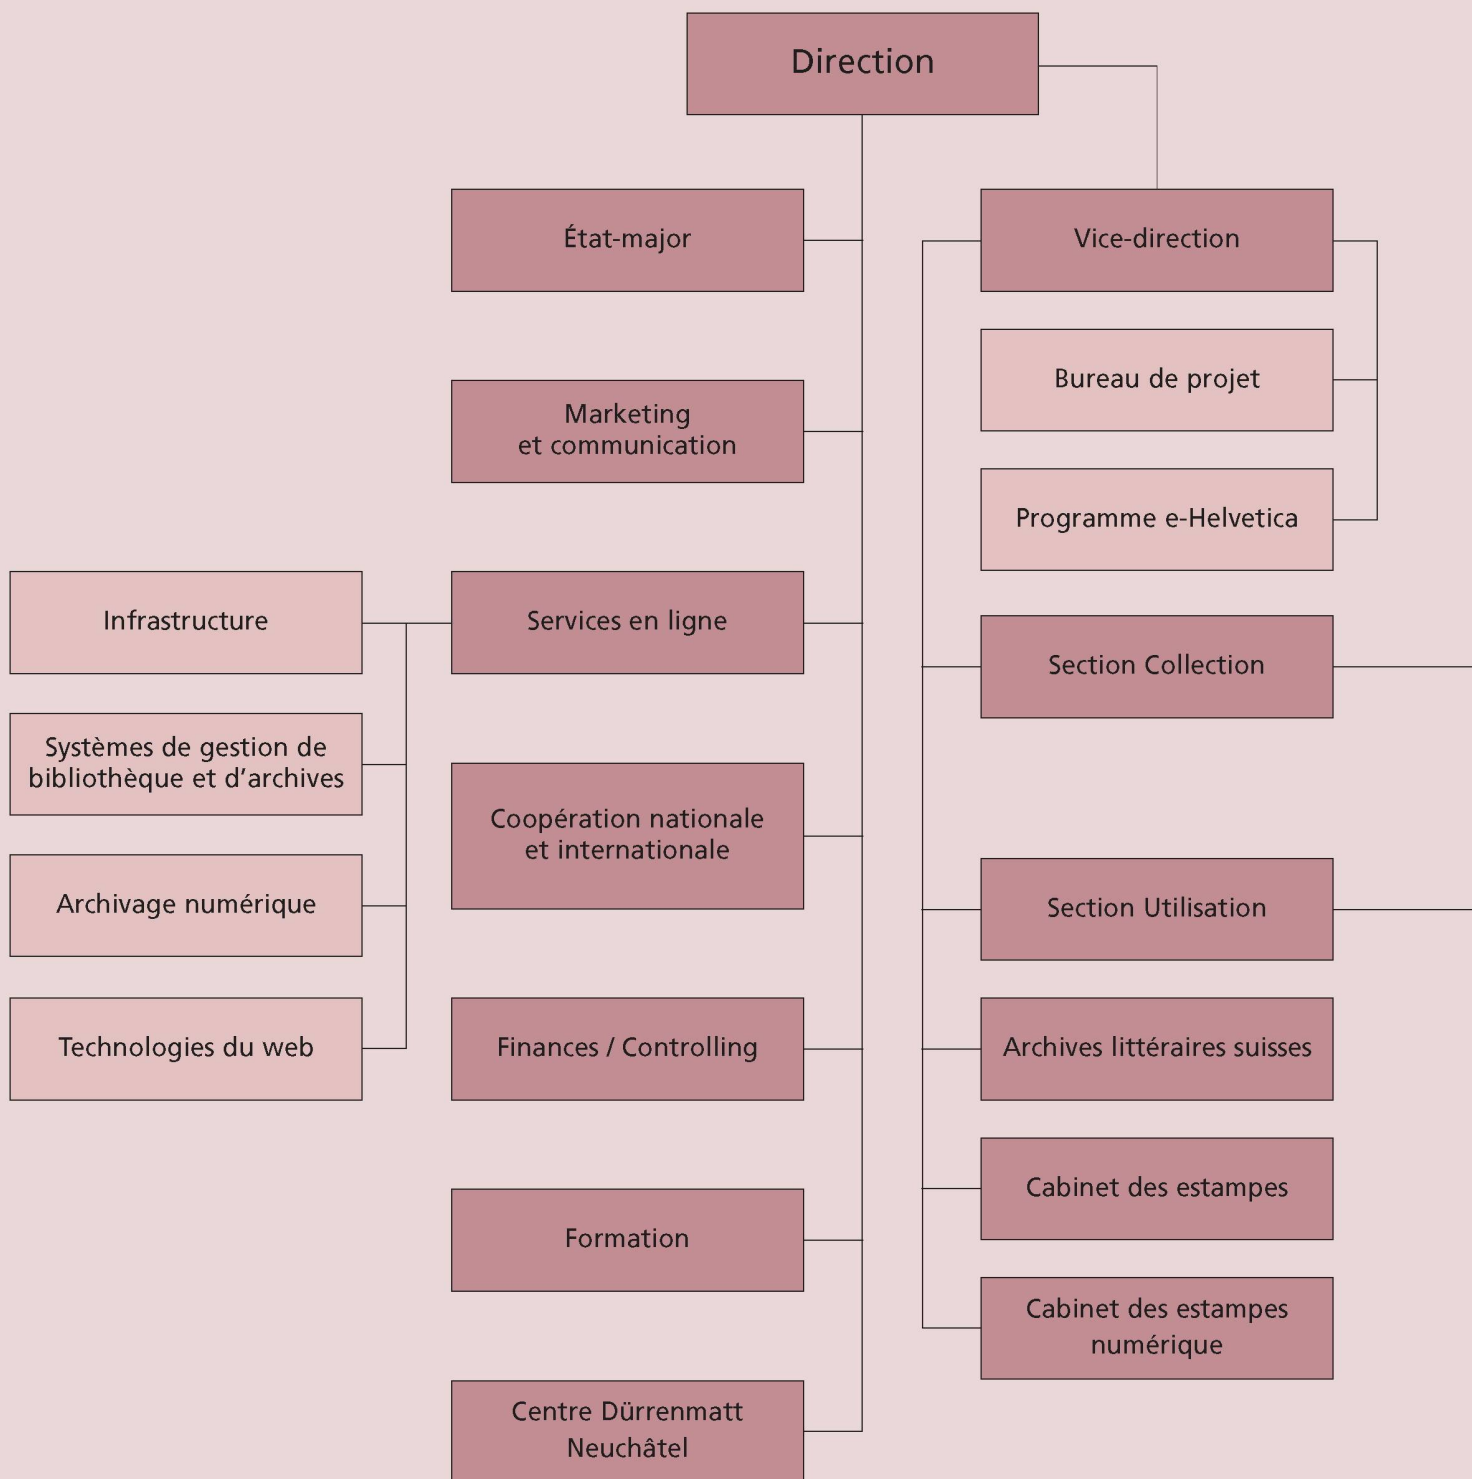 Direction
État-major
Vice-direction
Bureau de projet
Marketing
et communication
Programme e-Helvetica
Infrastructure
Services en ligne
Section Collection
Systèmes de gestion de
bibliothèque et d’archives
Coopération nationale
et internationale
Archivage numérique
Section Utilisation
Technologies du web
Finances / Controlling
Archives littéraires suisses
Cabinet des estampes
Formation
Cabinet des estampes
numérique
Centre Dürrenmatt
Neuchâtel